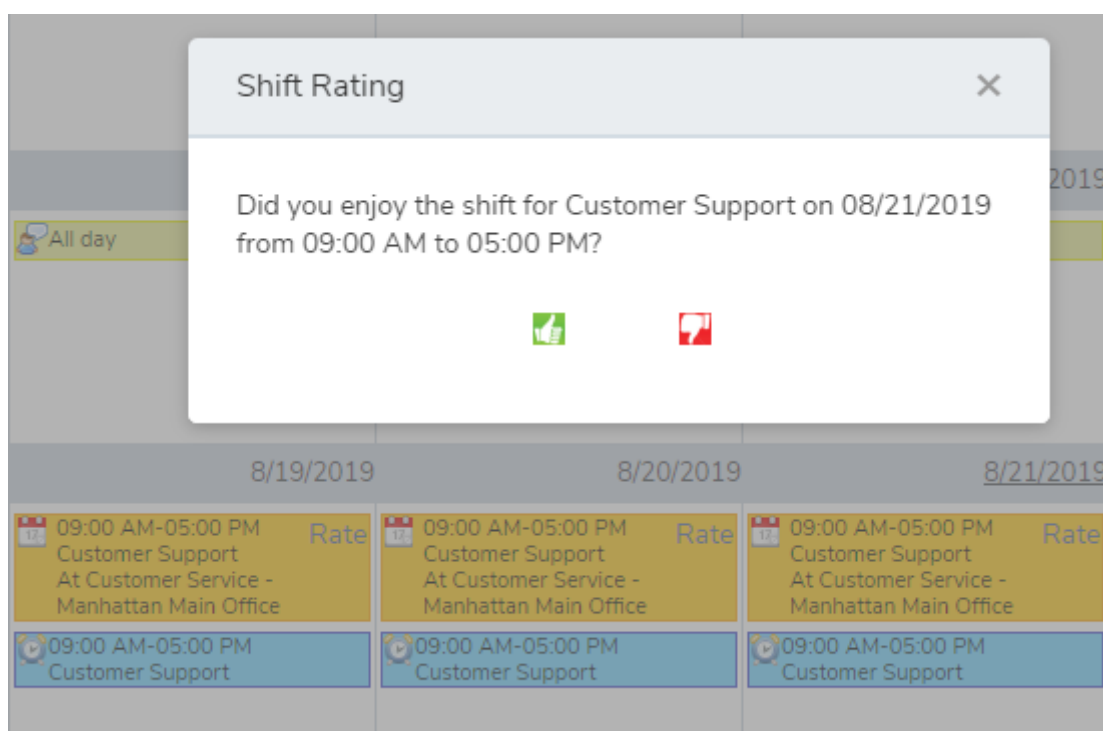 Shift Rating
Did you enjoy the shift for Customer Support on 08/21/2019
from 09:00 AM to 05:00 PM?
2019
All day
8/19/2019
8/20/2019
8/21/2019
09:00 AM-05:00 PM
Rate
Customer Support
At Customer Service -
Manhattan Main Office
09:00 AM-05:00 PM
Rate
Customer Support
At Customer Service -
Manhattan Main Office
09:00 AM-05:00 PM
Rate
Customer Support
At Customer Service -
Manhattan Main Office
09:00 AM-05:00 PM
Customer Support
09:00 AM-05:00 PM
Customer Support
09:00 AM-05:00 PM
Customer Support